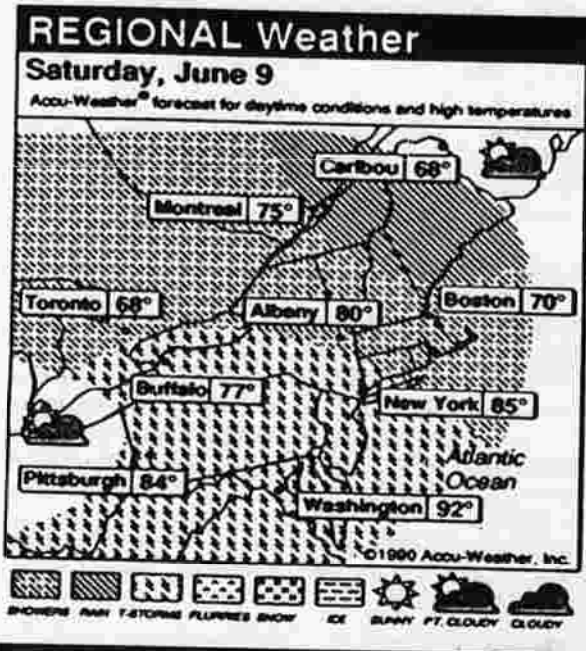 REGIONAL Weather
Saturday, June 9
Accu-Weather® forecast for daytime conditions and high temperatures
Caribou 68°
Montreal 75°
Toronto 68°
Albany 80°
Boston 70°
Buffalo 77°
New York 85°
Atlantic
Ocean
Pittsburgh 84°
Washington 92°
©1990 Accu-Weather, Inc.
SHOWERS RAIN T-STORMS FLURRIES SNOW ICE SUNNY PT. CLOUDY CLOUDY